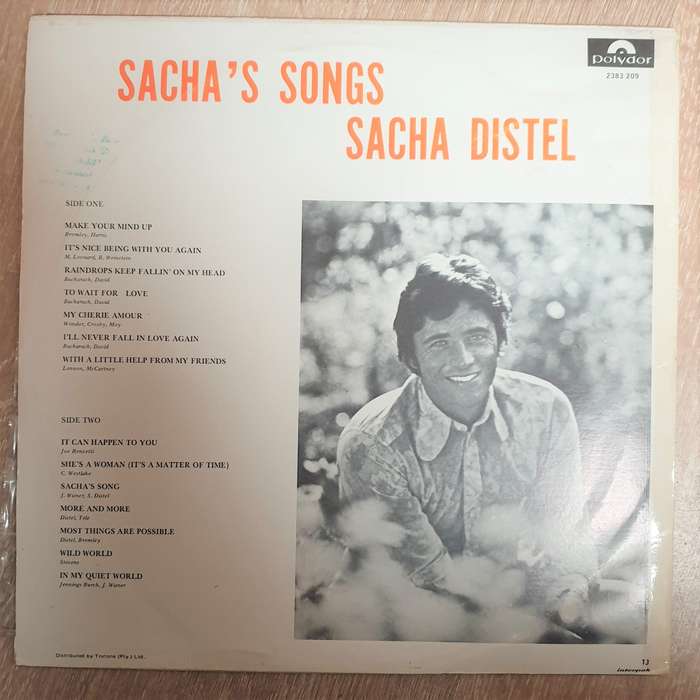 polydor
2383 209
SACHA'S SONGS
SACHA DISTEL
SIDE ONE
MAKE YOUR MIND UP
Bromley, Harris
IT'S NICE BEING WITH YOU AGAIN
M. Leonard, B. Weinstein
RAINDROPS KEEP FALLIN' ON MY HEAD
Bacharach, David
TO WAIT FOR LOVE
Bacharach, David
MY CHERIE AMOUR
Wonder, Crosby, Moy
I'LL NEVER FALL IN LOVE AGAIN
Bacharach, David
WITH A LITTLE HELP FROM MY FRIENDS
Lennon, McCartney
SIDE TWO
IT CAN HAPPEN TO YOU
Joe Renzetti
SHE'S A WOMAN (IT'S A MATTER OF TIME)
C. Westlake
SACHA'S SONG
J. Wisner, S. Distel
MORE AND MORE
Distel, Tele
MOST THINGS ARE POSSIBLE
Distel, Bromley
WILD WORLD
Stevens
IN MY QUIET WORLD
Jennings Burch, J. Wisner
Distributed by Trutone (Pty.) Ltd.
13
interpak